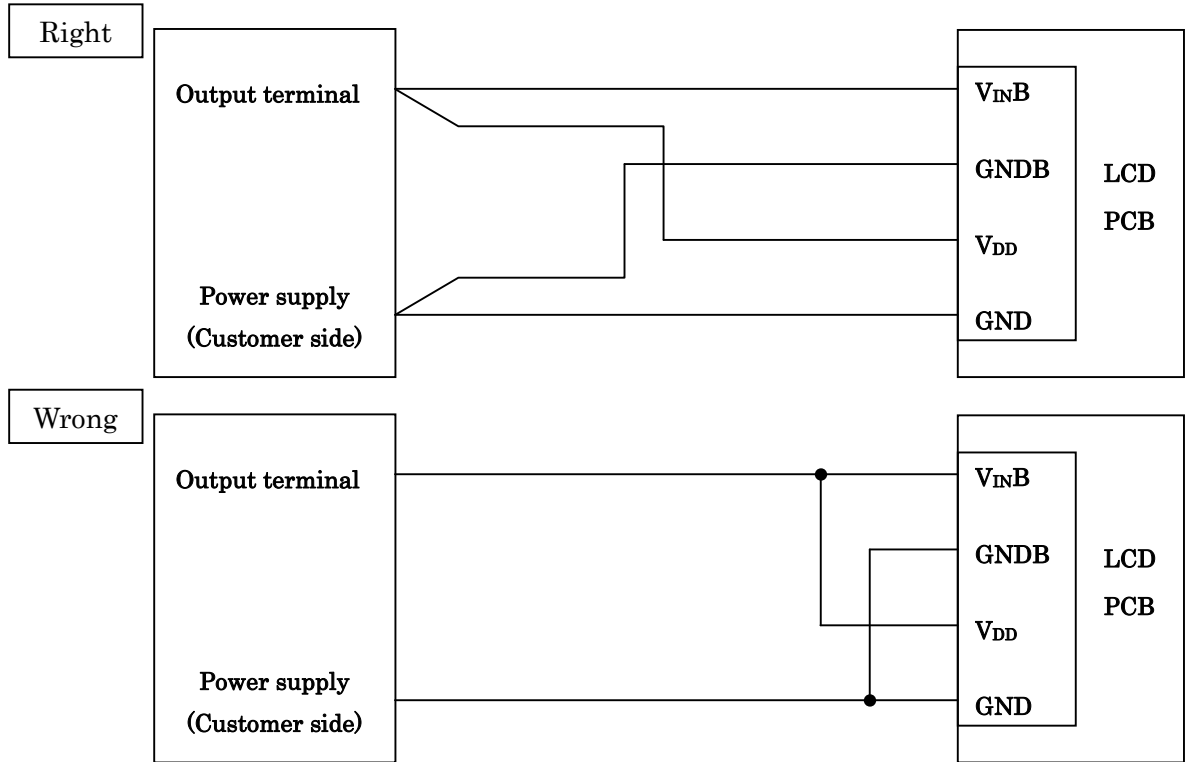 Right
Output terminal
VINB
GNDB
LCD
PCB
VDD
Power supply
(Customer side)
GND
Wrong
Output terminal
VINB
GNDB
LCD
PCB
VDD
Power supply
(Customer side)
GND